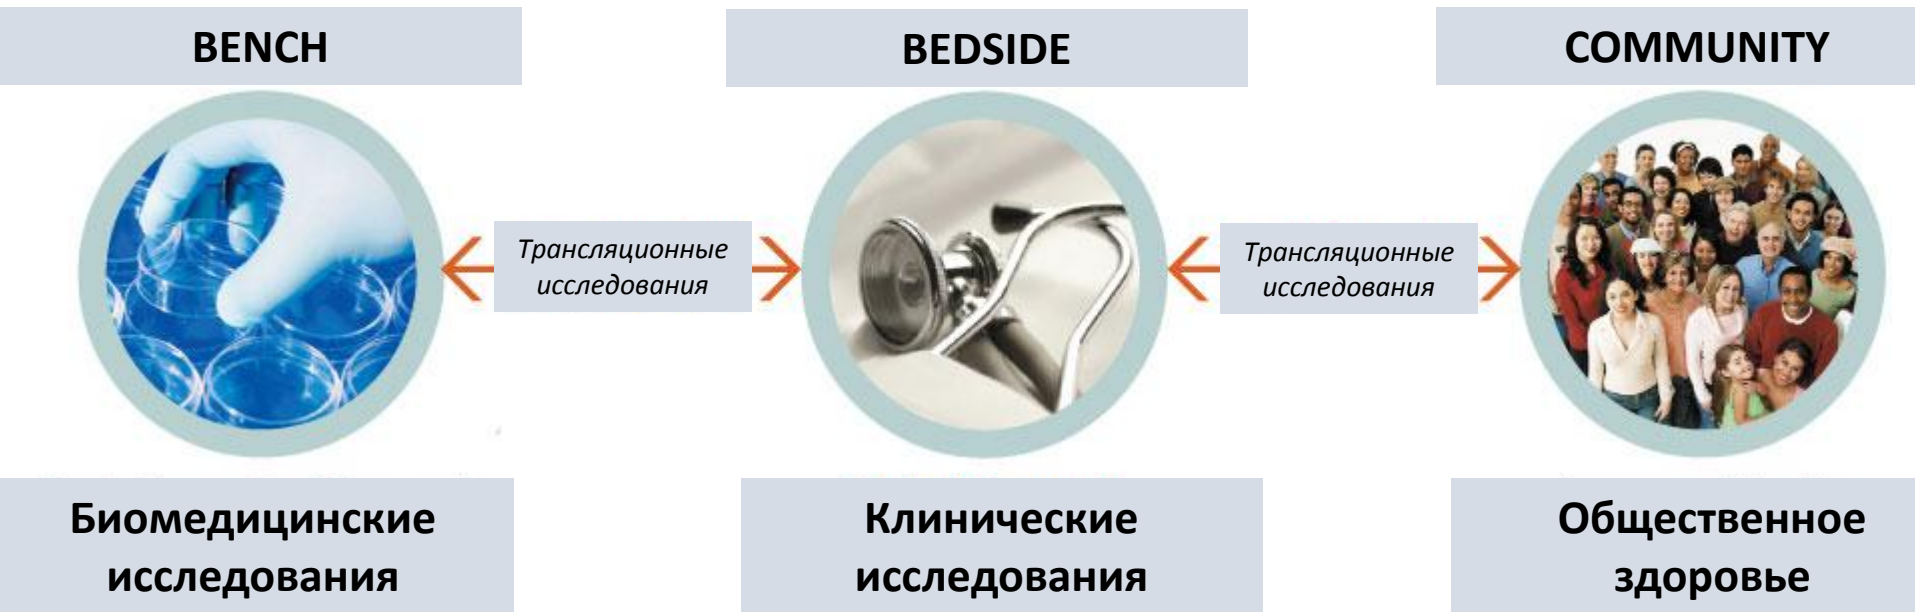 BENCH
BEDSIDE
COMMUNITY
Трансляционные
исследования
Трансляционные
исследования
Биомедицинские
исследования
Клинические
исследования
Общественное
здоровье